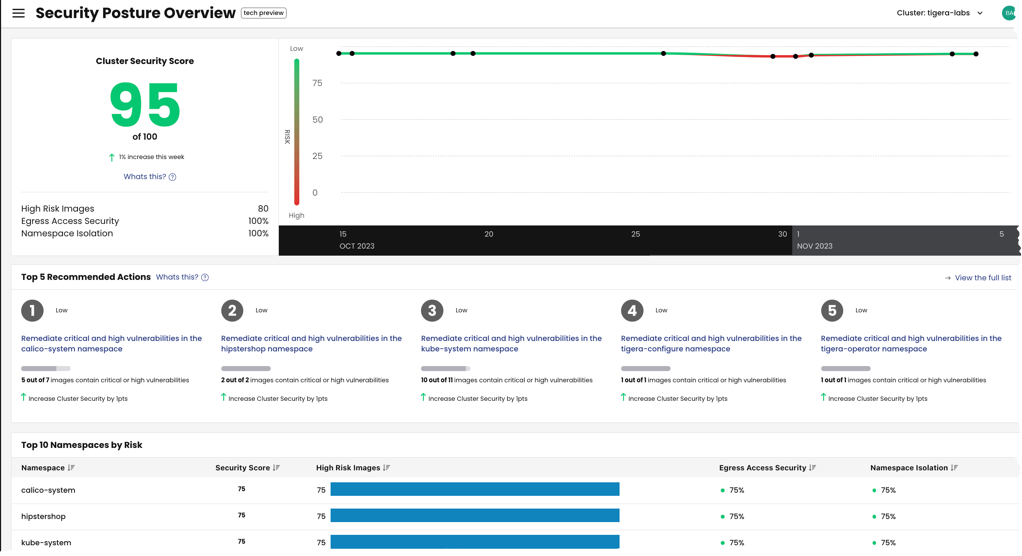 Security Posture Overview tech preview
Cluster: tigera-labs
Cluster Security Score
95
of 100
1% increase this week
Whats this?
High Risk Images 80
Egress Access Security 100%
Namespace Isolation 100%
Low
75
50
25
0
RISK
High
15 20 25 30 1 5
OCT 2023 NOV 2023
Top 5 Recommended Actions Whats this?
View the full list
1 Low
Remediate critical and high vulnerabilities in the
calico-system namespace
5 out of 7 images contain critical or high vulnerabilities
Increase Cluster Security by 1pts
2 Low
Remediate critical and high vulnerabilities in the
hipstershop namespace
2 out of 2 images contain critical or high vulnerabilities
Increase Cluster Security by 1pts
3 Low
Remediate critical and high vulnerabilities in the
kube-system namespace
10 out of 11 images contain critical or high vulnerabilities
Increase Cluster Security by 1pts
4 Low
Remediate critical and high vulnerabilities in the
tigera-configure namespace
1 out of 1 images contain critical or high vulnerabilities
Increase Cluster Security by 1pts
5 Low
Remediate critical and high vulnerabilities in the
tigera-operator namespace
1 out of 1 images contain critical or high vulnerabilities
Increase Cluster Security by 1pts
Top 10 Namespaces by Risk
Namespace Security Score High Risk Images Egress Access Security Namespace Isolation
calico-system 75 75 75% 75%
hipstershop 75 75 75% 75%
kube-system 75 75 75% 75%